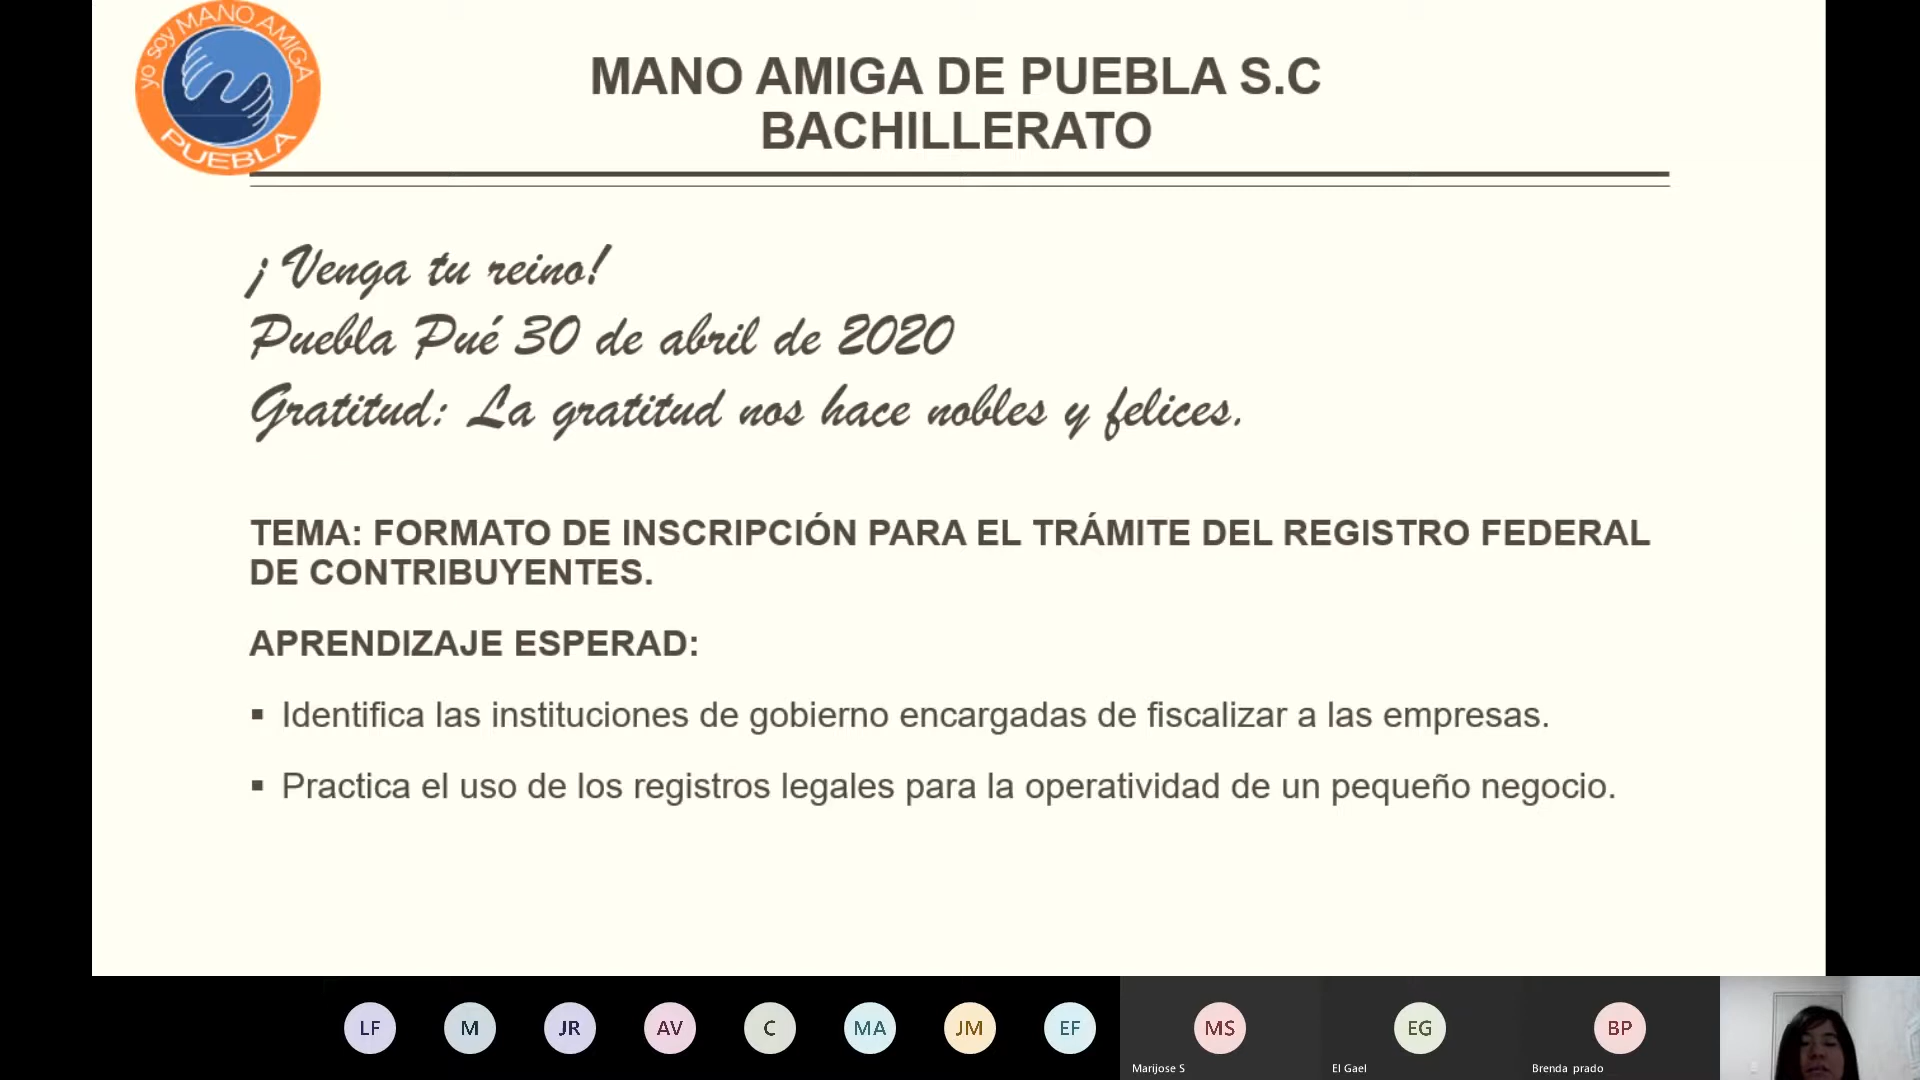 yo soy MANO AMIGA
PUEBLA
MANO AMIGA DE PUEBLA S.C
BACHILLERATO
¡Venga tu reino!
Puebla Pué 30 de abril de 2020
Gratitud: La gratitud nos hace nobles y felices.
TEMA: FORMATO DE INSCRIPCIÓN PARA EL TRÁMITE DEL REGISTRO FEDERAL
DE CONTRIBUYENTES.
APRENDIZAJE ESPERAD:
▪ Identifica las instituciones de gobierno encargadas de fiscalizar a las empresas.
▪ Practica el uso de los registros legales para la operatividad de un pequeño negocio.
LF M JR AV C MA JM EF MS EG BP
Marijose S El Gael Brenda prado